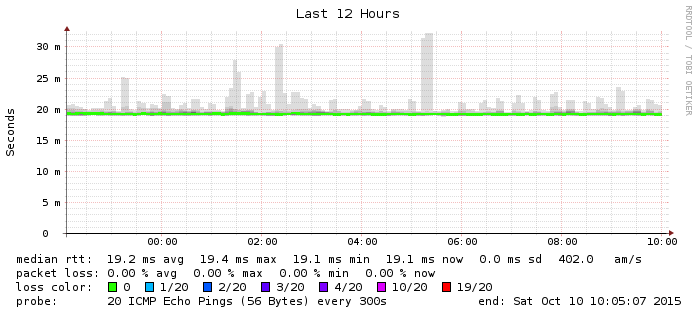 Last 12 Hours
RRDTOOL / TOBI OETIKER
Seconds
30 m
25 m
20 m
15 m
10 m
5 m
0
00:00 02:00 04:00 06:00 08:00 10:00
median rtt: 19.2 ms avg 19.4 ms max 19.1 ms min 19.1 ms now 0.0 ms sd 402.0 am/s
packet loss: 0.00 % avg 0.00 % max 0.00 % min 0.00 % now
loss color: 0 1/20 2/20 3/20 4/20 10/20 19/20
probe: 20 ICMP Echo Pings (56 Bytes) every 300s end: Sat Oct 10 10:05:07 2015